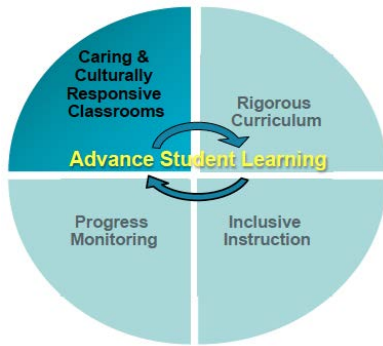 Caring &
Culturally
Responsive
Classrooms
Rigorous
Curriculum
Advance Student Learning
Progress
Monitoring
Inclusive
Instruction